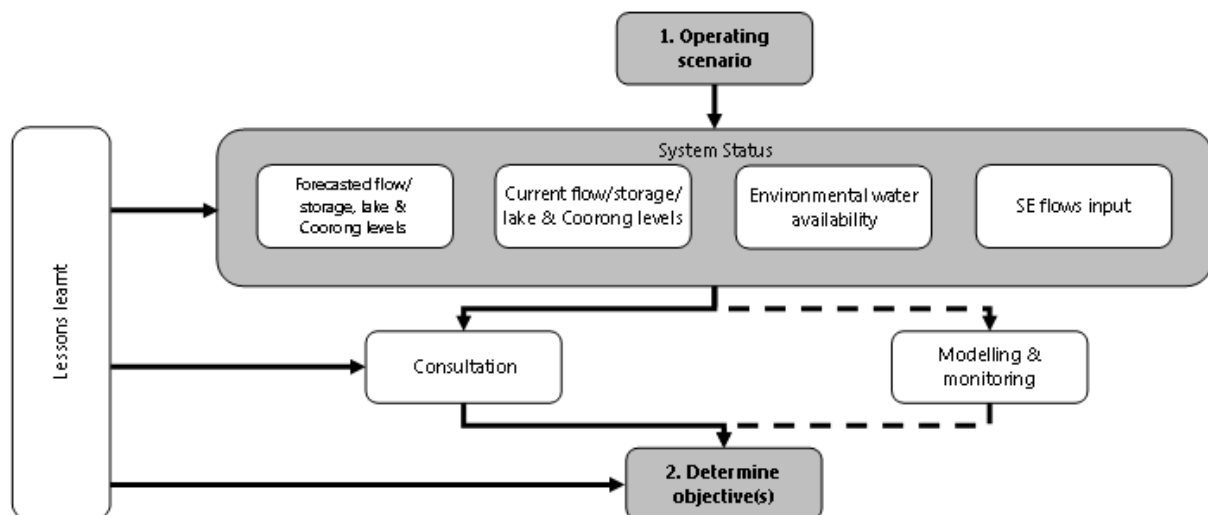 1. Operating
scenario
System Status
Forecasted flow/
storage, lake &
Coorong levels
Current flow/storage/
lake & Coorong levels
Environmental water
availability
SE flows input
Lessons learnt
Consultation
Modelling &
monitoring
2. Determine
objective(s)